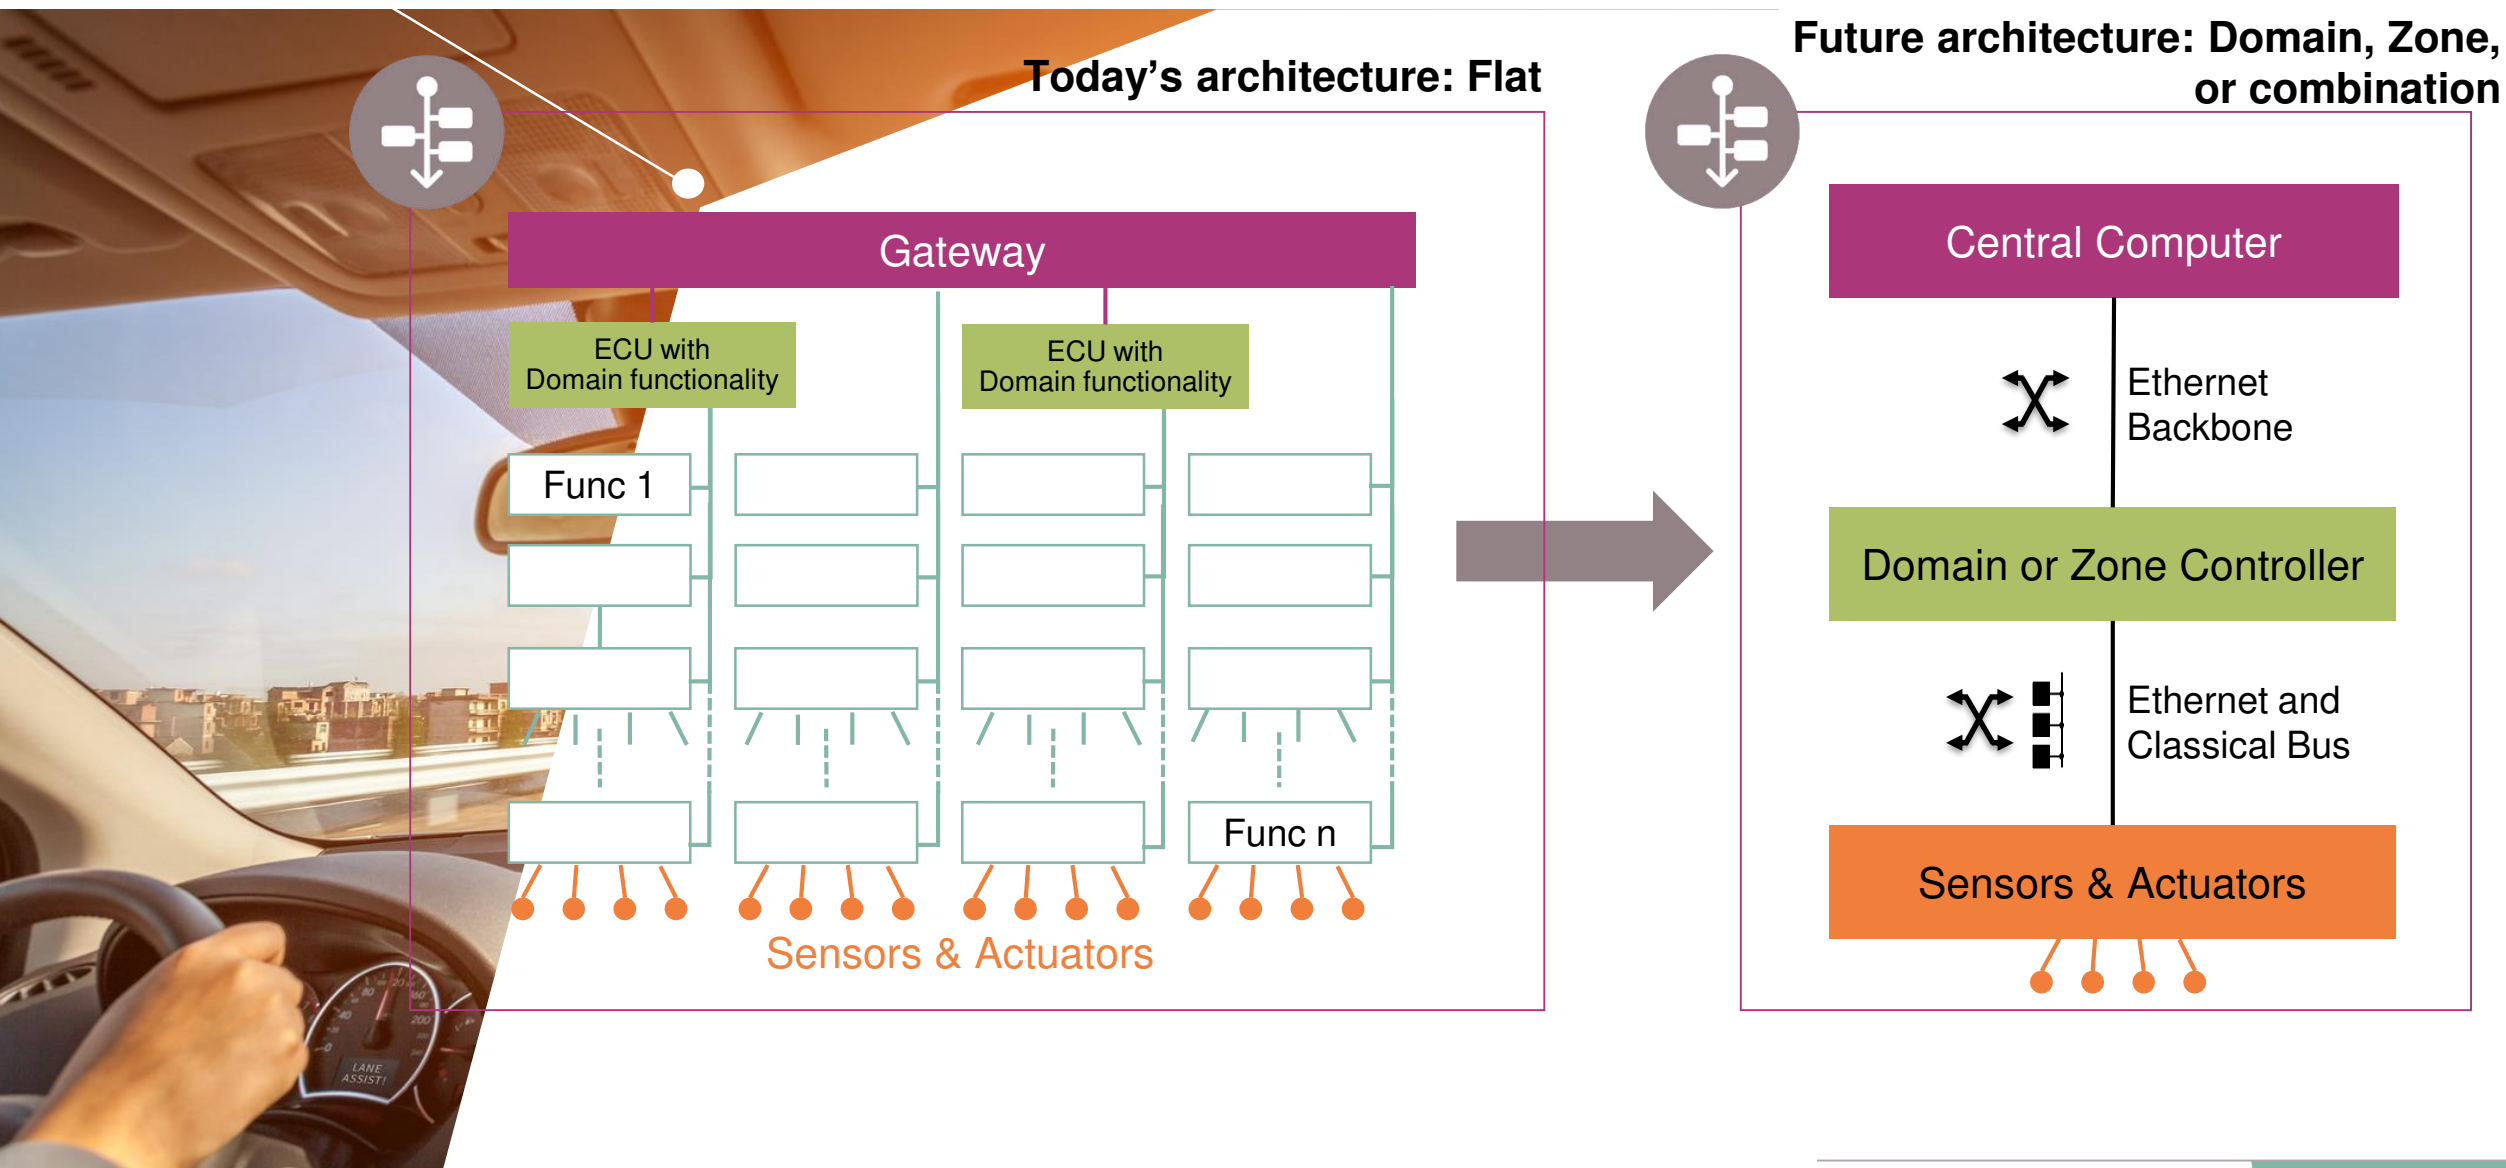 Today's architecture: Flat
Gateway
ECU with
Domain functionality
ECU with
Domain functionality
Func 1
Func n
Sensors & Actuators
Future architecture: Domain, Zone,
or combination
Central Computer
Ethernet
Backbone
Domain or Zone Controller
Ethernet and
Classical Bus
Sensors & Actuators
LANE
ASSIST!